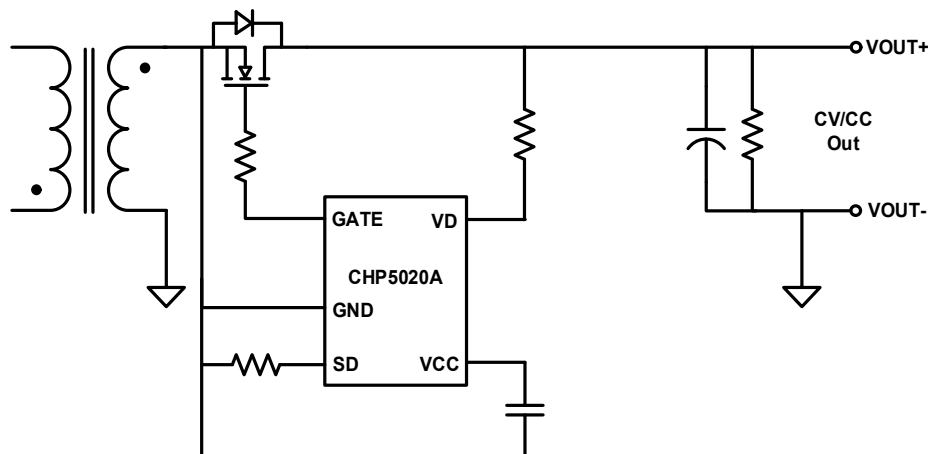 VOUT+
CV/CC
Out
VOUT-
GATE
VD
CHP5020A
GND
SD
VCC